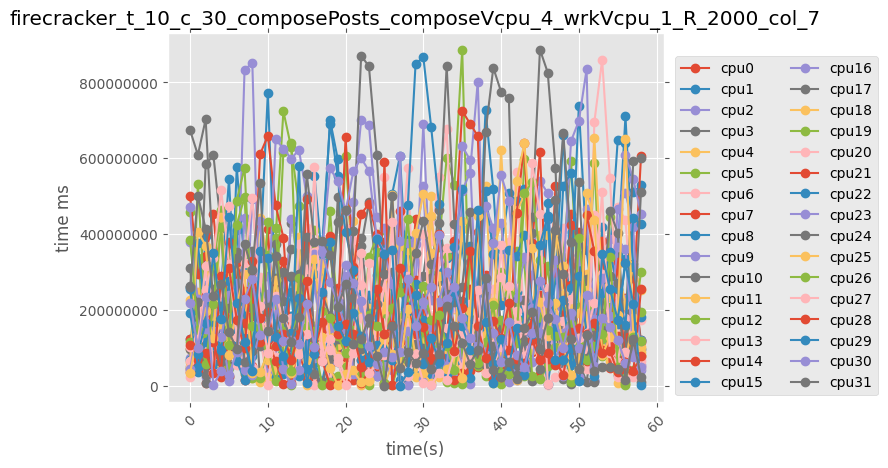 firecracker_t_10_c_30_composePosts_composeVcpu_4_wrkVcpu_1_R_2000_col_7
time ms
800000000
600000000
400000000
200000000
0
0
10
20
30
40
50
60
time(s)
cpu0
cpu1
cpu2
cpu3
cpu4
cpu5
cpu6
cpu7
cpu8
cpu9
cpu10
cpu11
cpu12
cpu13
cpu14
cpu15
cpu16
cpu17
cpu18
cpu19
cpu20
cpu21
cpu22
cpu23
cpu24
cpu25
cpu26
cpu27
cpu28
cpu29
cpu30
cpu31